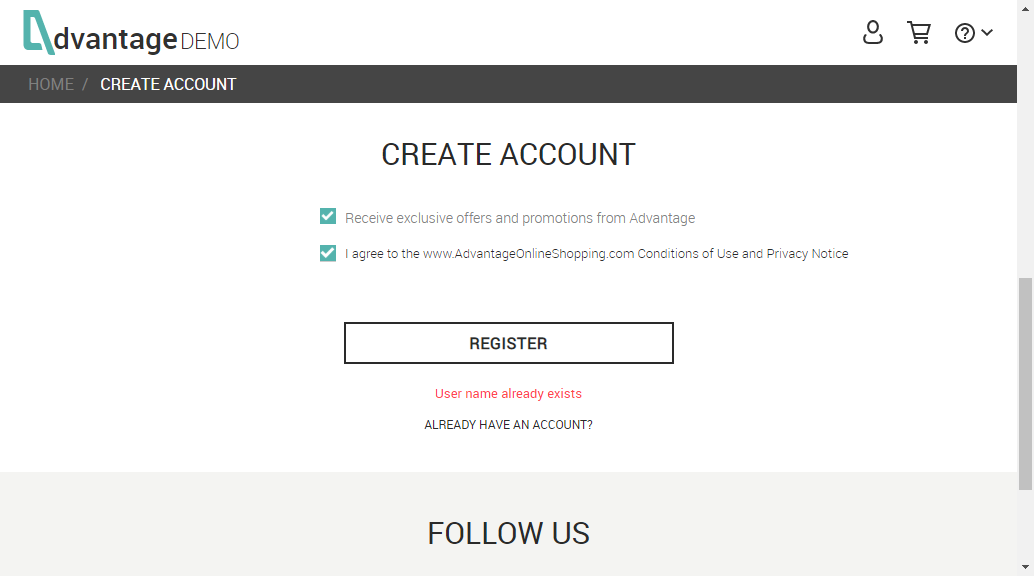 dvantage DEMO
HOME / CREATE ACCOUNT
CREATE ACCOUNT
Receive exclusive offers and promotions from Advantage
I agree to the www.AdvantageOnlineShopping.com Conditions of Use and Privacy Notice
REGISTER
User name already exists
ALREADY HAVE AN ACCOUNT?
FOLLOW US